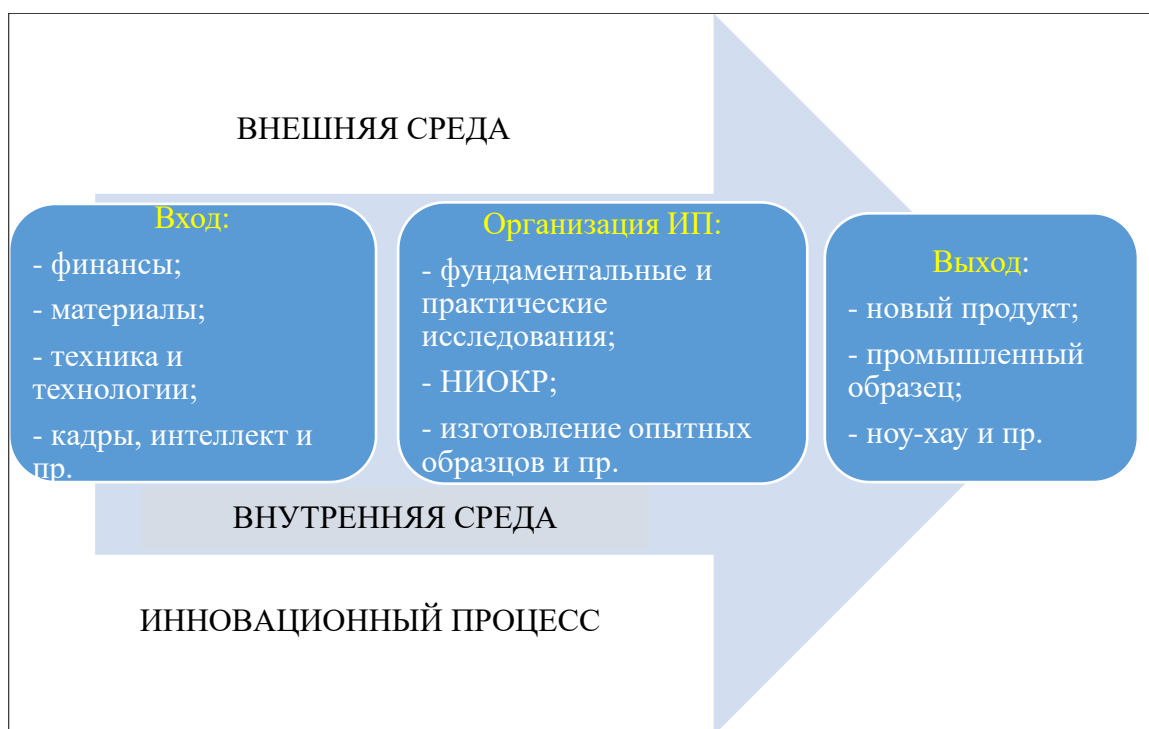 ВНЕШНЯЯ СРЕДА
Вход:
- финансы;
- материалы;
- техника и
технологии;
- кадры, интеллект и
пр.
Организация ИП:
- фундаментальные и
практические
исследования;
- НИОКР;
- изготовление опытных
образцов и пр.
Выход:
- новый продукт;
- промышленный
образец;
- ноу-хау и пр.
ВНУТРЕННЯЯ СРЕДА
ИННОВАЦИОННЫЙ ПРОЦЕСС